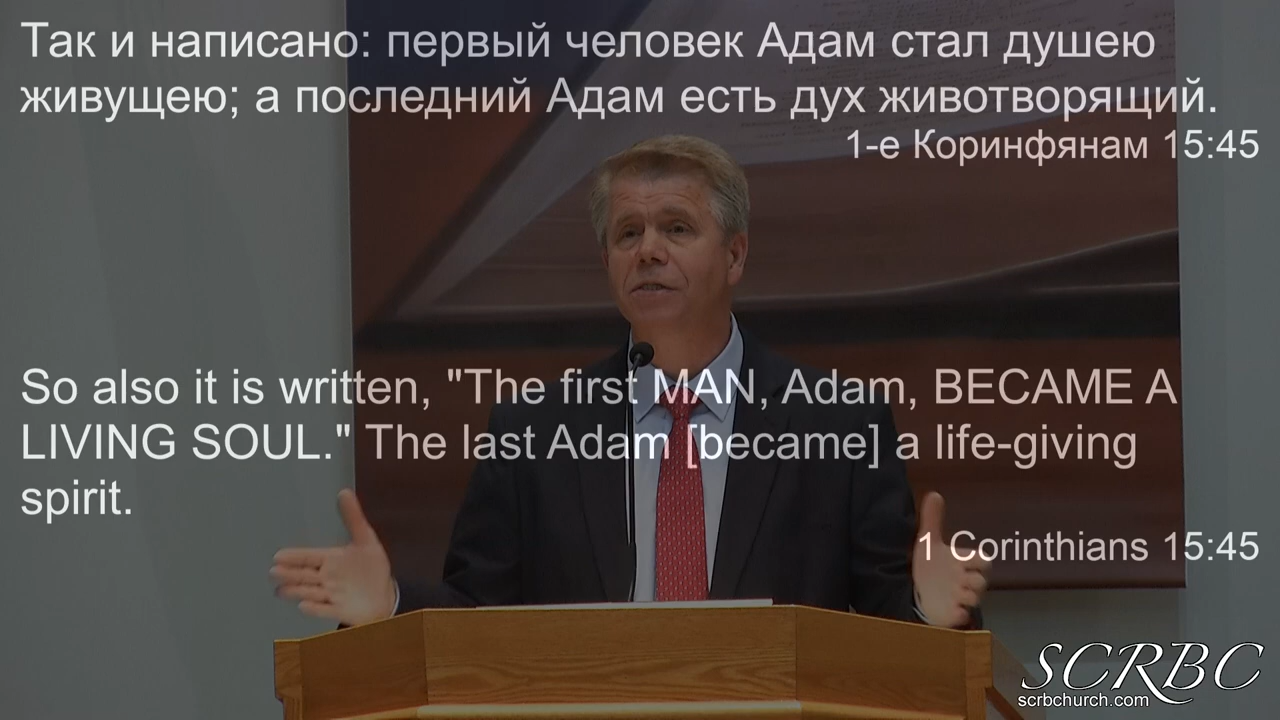 Так и написано: первый человек Адам стал душею
живущею; а последний Адам есть дух животворящий.
1-е Коринфянам 15:45
So also it is written, "The first MAN, Adam, BECAME A
LIVING SOUL." The last Adam [became] a life-giving
spirit.
1 Corinthians 15:45
SCRBC
scrbchurch.com